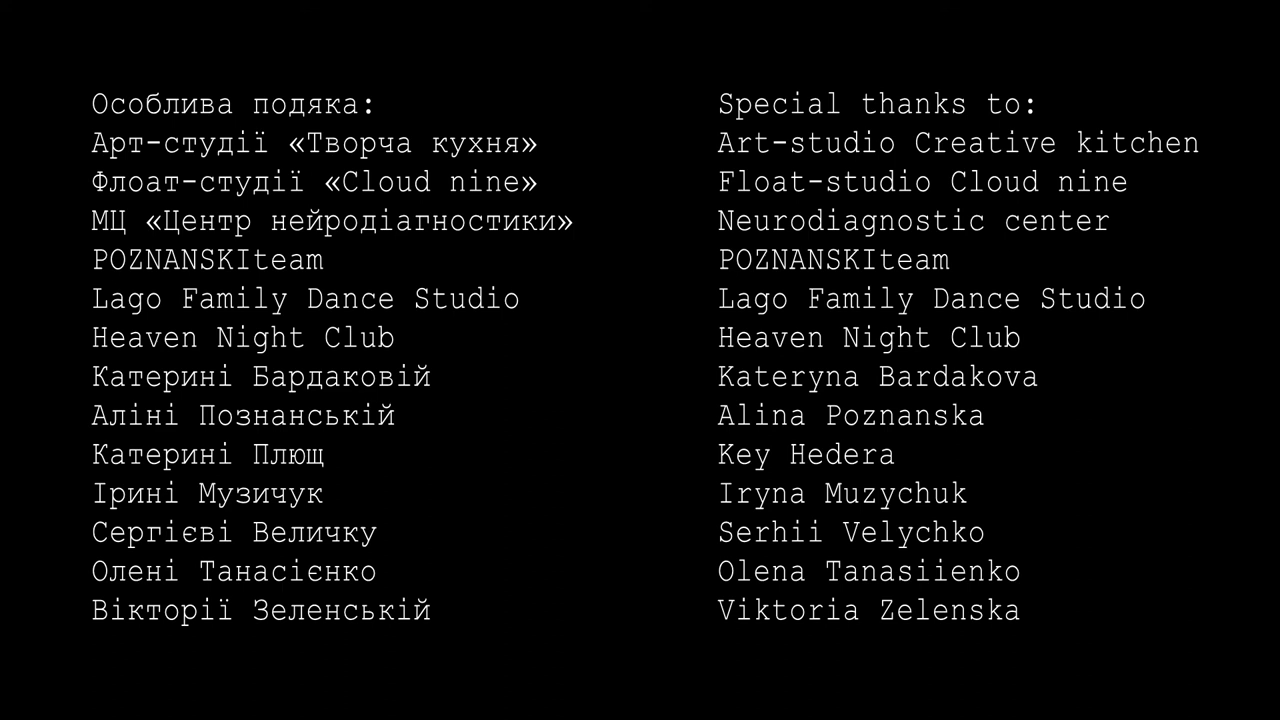 Особлива подяка:
Арт-студії «Творча кухня»
Флоат-студії «Cloud nine»
МЦ «Центр нейродіагностики»
POZNANSKIteam
Lago Family Dance Studio
Heaven Night Club
Катерині Бардаковій
Аліні Познанській
Катерині Плющ
Ірині Музичук
Сергієві Величку
Олені Танасієнко
Вікторії Зеленській
Special thanks to:
Art-studio Creative kitchen
Float-studio Cloud nine
Neurodiagnostic center
POZNANSKIteam
Lago Family Dance Studio
Heaven Night Club
Kateryna Bardakova
Alina Poznanska
Key Hedera
Iryna Muzychuk
Serhii Velychko
Olena Tanasiienko
Viktoria Zelenska